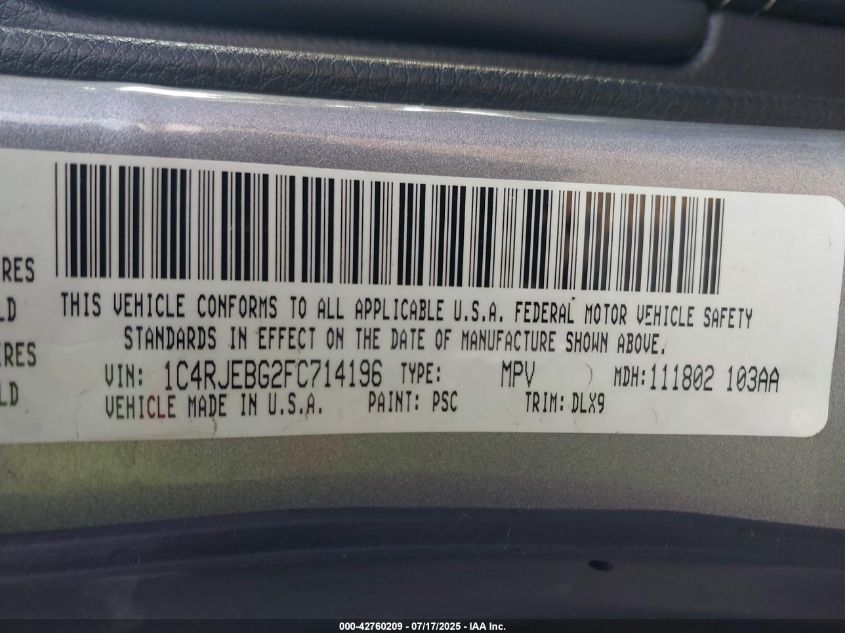 IRES
LD
IRES
LD
THIS VEHICLE CONFORMS TO ALL APPLICABLE U.S.A. FEDERAL MOTOR VEHICLE SAFETY
STANDARDS IN EFFECT ON THE DATE OF MANUFACTURE SHOWN ABOVE.
VIN: 1C4RJEBG2FC714196 TYPE: MPV MDH:111802 103AA
VEHICLE MADE IN U.S.A. PAINT: PSC TRIM: DLX9
000-42760209 - 07/17/2025 - IAA Inc.